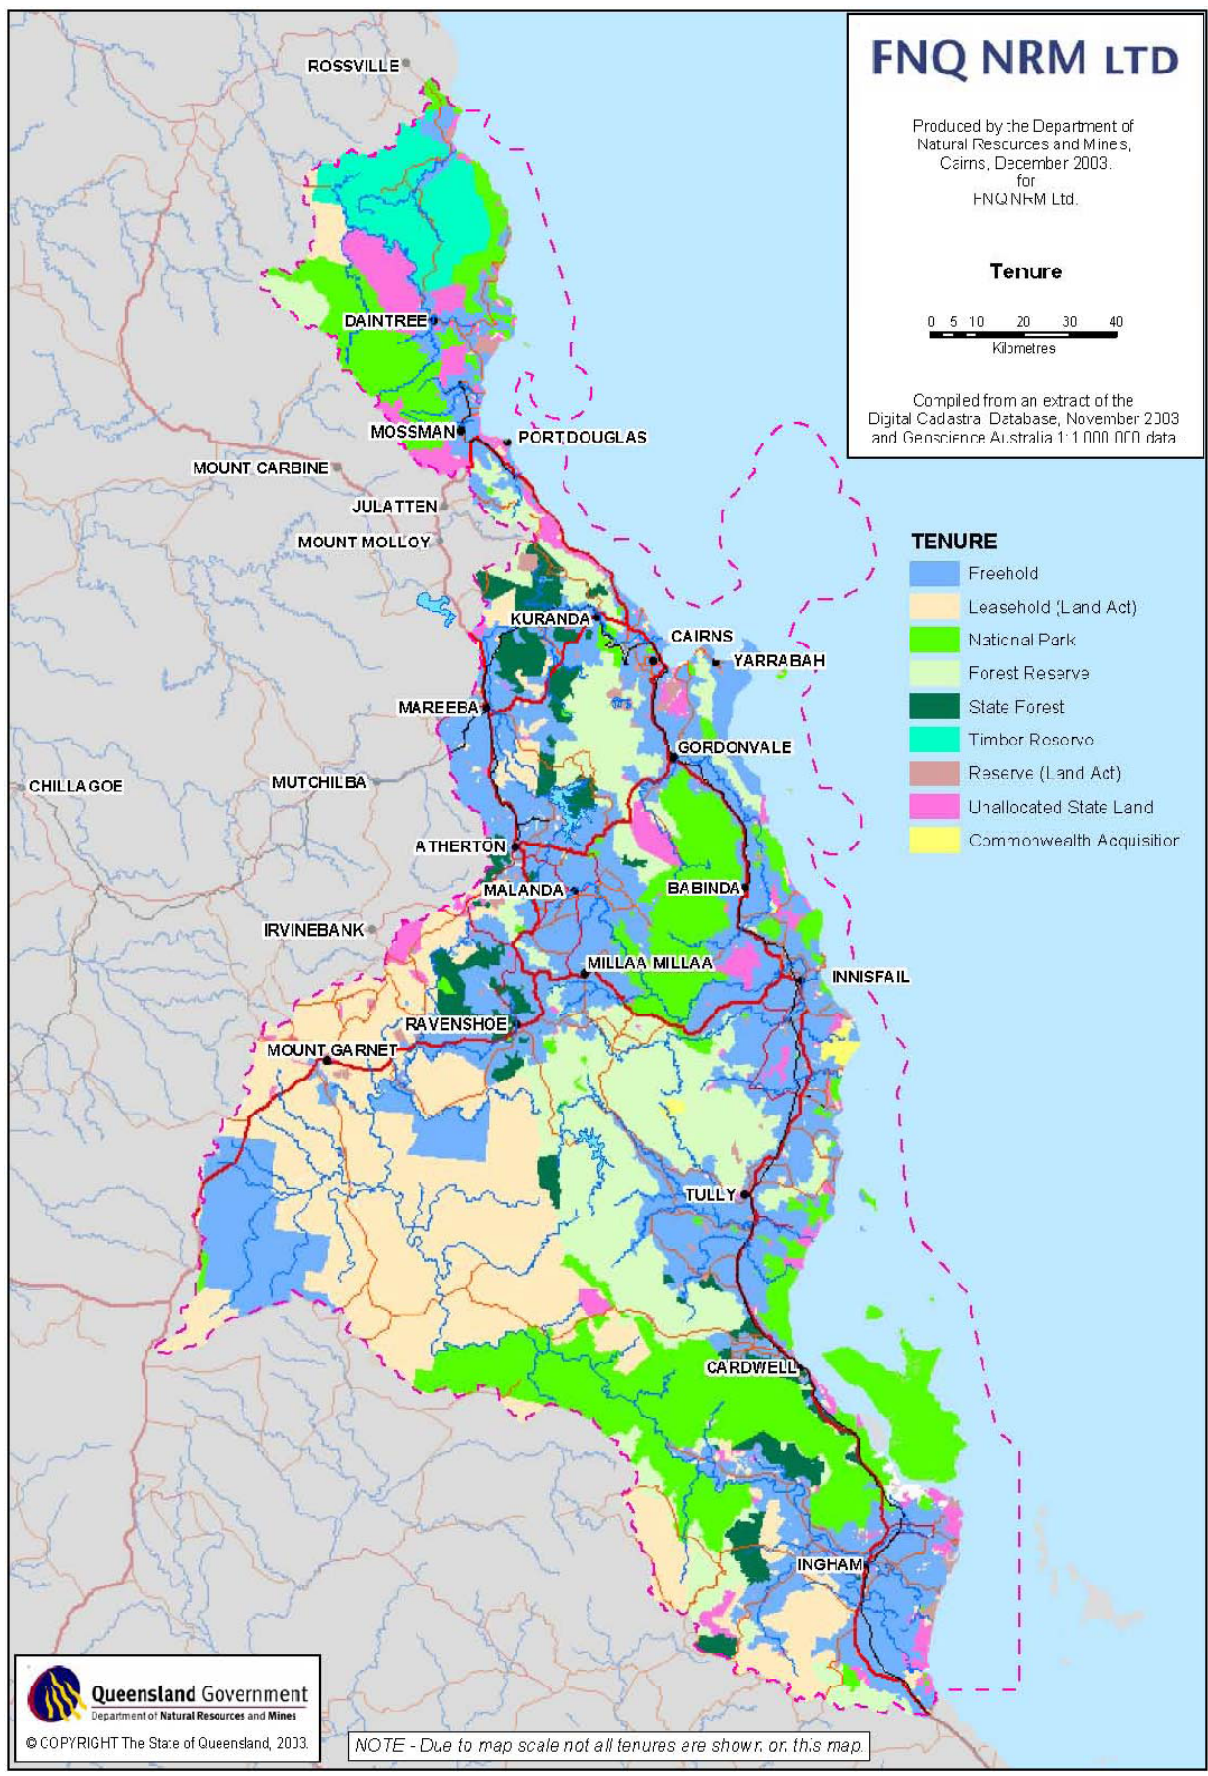 FNQ NRM LTD
Produced by the Department of
Natural Resources and Mines,
Cairns, December 2003.
for
FNQ NRM Ltd.
Tenure
0 5 10 20 30 40
Kilometres
Compiled from an extract of the
Digital Cadastral Database, November 2003
and Geoscience Australia 1:1 000 000 data
TENURE
Freehold
Leasehold (Land Act)
National Park
Forest Reserve
State Forest
Timber Reserve
Reserve (Land Act)
Unallocated State Land
Commonwealth Acquisition
ROSSVILLE
DAINTREE
MOSSMAN
PORT DOUGLAS
MOUNT CARBINE
JULATTEN
MOUNT MOLLOY
KURANDA
CAIRNS
YARRABAH
MAREEBA
GORDONVALE
CHILLAGOE
MUTCHILBA
ATHERTON
MALANDA
BABINDA
IRVINEBANK
MILLAA MILLAA
INNISFAIL
RAVENSHOE
MOUNT GARNET
TULLY
CARDWELL
INGHAM
Queensland Government
Department of Natural Resources and Mines
© COPYRIGHT The State of Queensland, 2003.
NOTE - Due to map scale not all tenures are shown on this map.